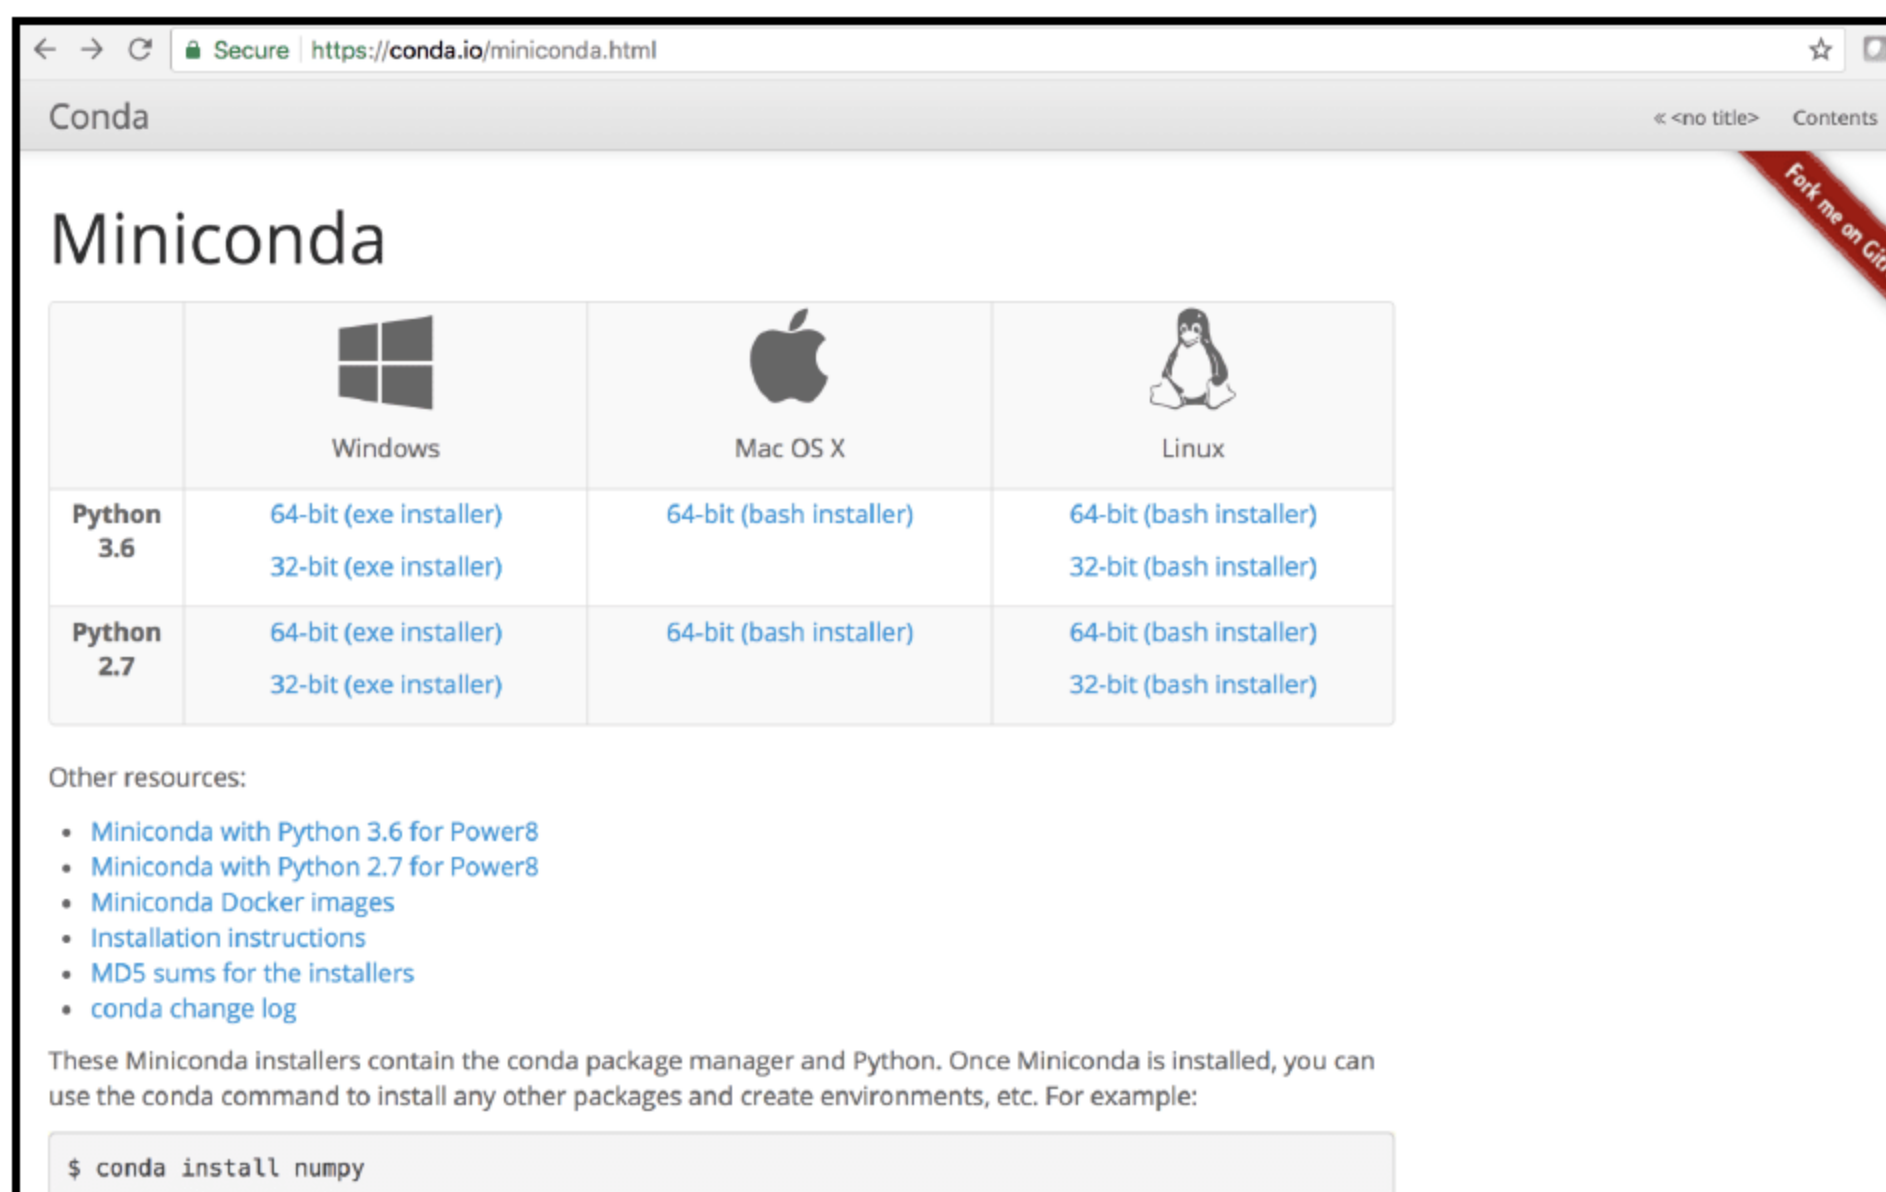 Secure https://conda.io/miniconda.html
Conda « <no title> Contents
Fork me on
Miniconda
Windows Mac OS X Linux
Python 64-bit (exe installer) 64-bit (bash installer) 64-bit (bash installer)
3.6
32-bit (exe installer) 32-bit (bash installer)
Python 64-bit (exe installer) 64-bit (bash installer) 64-bit (bash installer)
2.7
32-bit (exe installer) 32-bit (bash installer)
Other resources:
• Miniconda with Python 3.6 for Power8
• Miniconda with Python 2.7 for Power8
• Miniconda Docker images
• Installation instructions
• MD5 sums for the installers
• conda change log
These Miniconda installers contain the conda package manager and Python. Once Miniconda is installed, you can
use the conda command to install any other packages and create environments, etc. For example:
$ conda install numpy